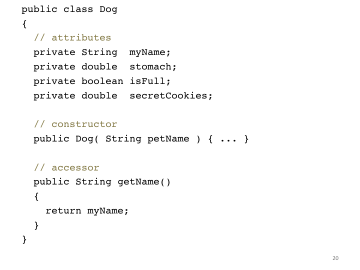 public class Dog
{
// attributes
private String  myName;
private double  stomach;
private boolean isFull;
private double  secretCookies;
// constructor
public Dog( String petName ) { ... }
// accessor
public String getName()
{
return myName;
}
}
20